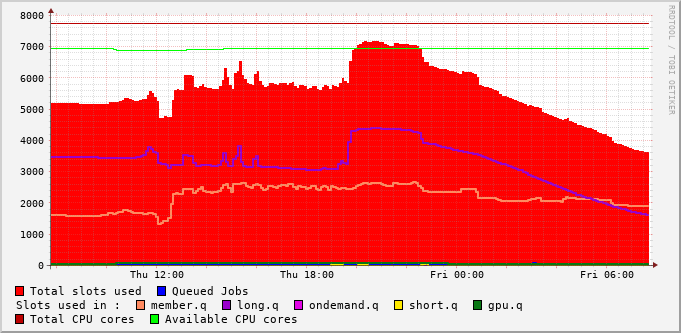 8000
7000
6000
5000
4000
3000
2000
1000
0
Thu 12:00 Thu 18:00 Fri 00:00 Fri 06:00
RRDTOOL / TOBI OETIKER
Total slots used Queued Jobs
Slots used in : member.q long.q ondemand.q short.q gpu.q
Total CPU cores Available CPU cores